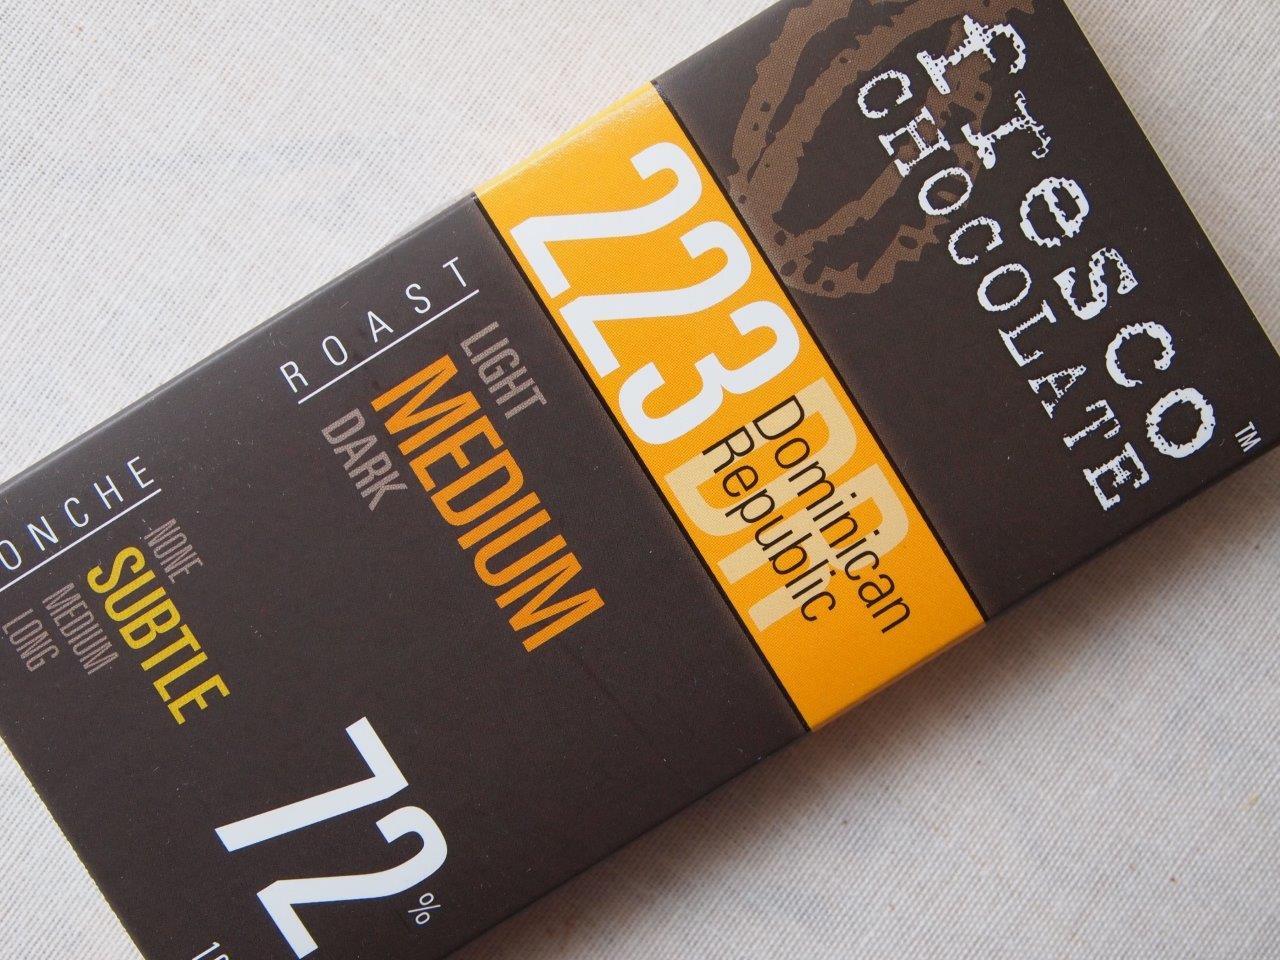 fresco
CHOCOLATE
TM
223
DR
Dominican
Republic
ROAST
LIGHT
MEDIUM
DARK
ONCHE
NONE
SUBTLE
MEDIUM
LONG
72%